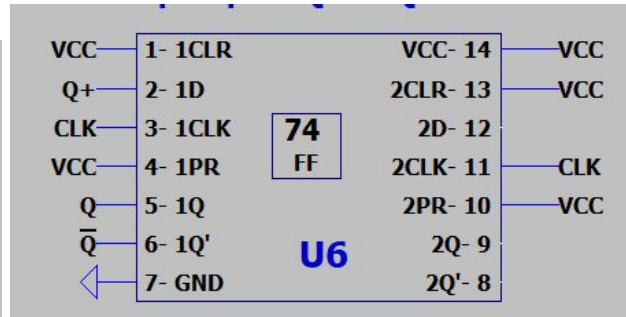 VCC 1- 1CLR VCC- 14 VCC
Q+ 2- 1D 2CLR- 13 VCC
CLK 3- 1CLK 74 2D- 12
VCC 4- 1PR FF 2CLK- 11 CLK
Q 5- 1Q 2PR- 10 VCC
Q̅ 6- 1Q' U6 2Q- 9
7- GND 2Q'- 8